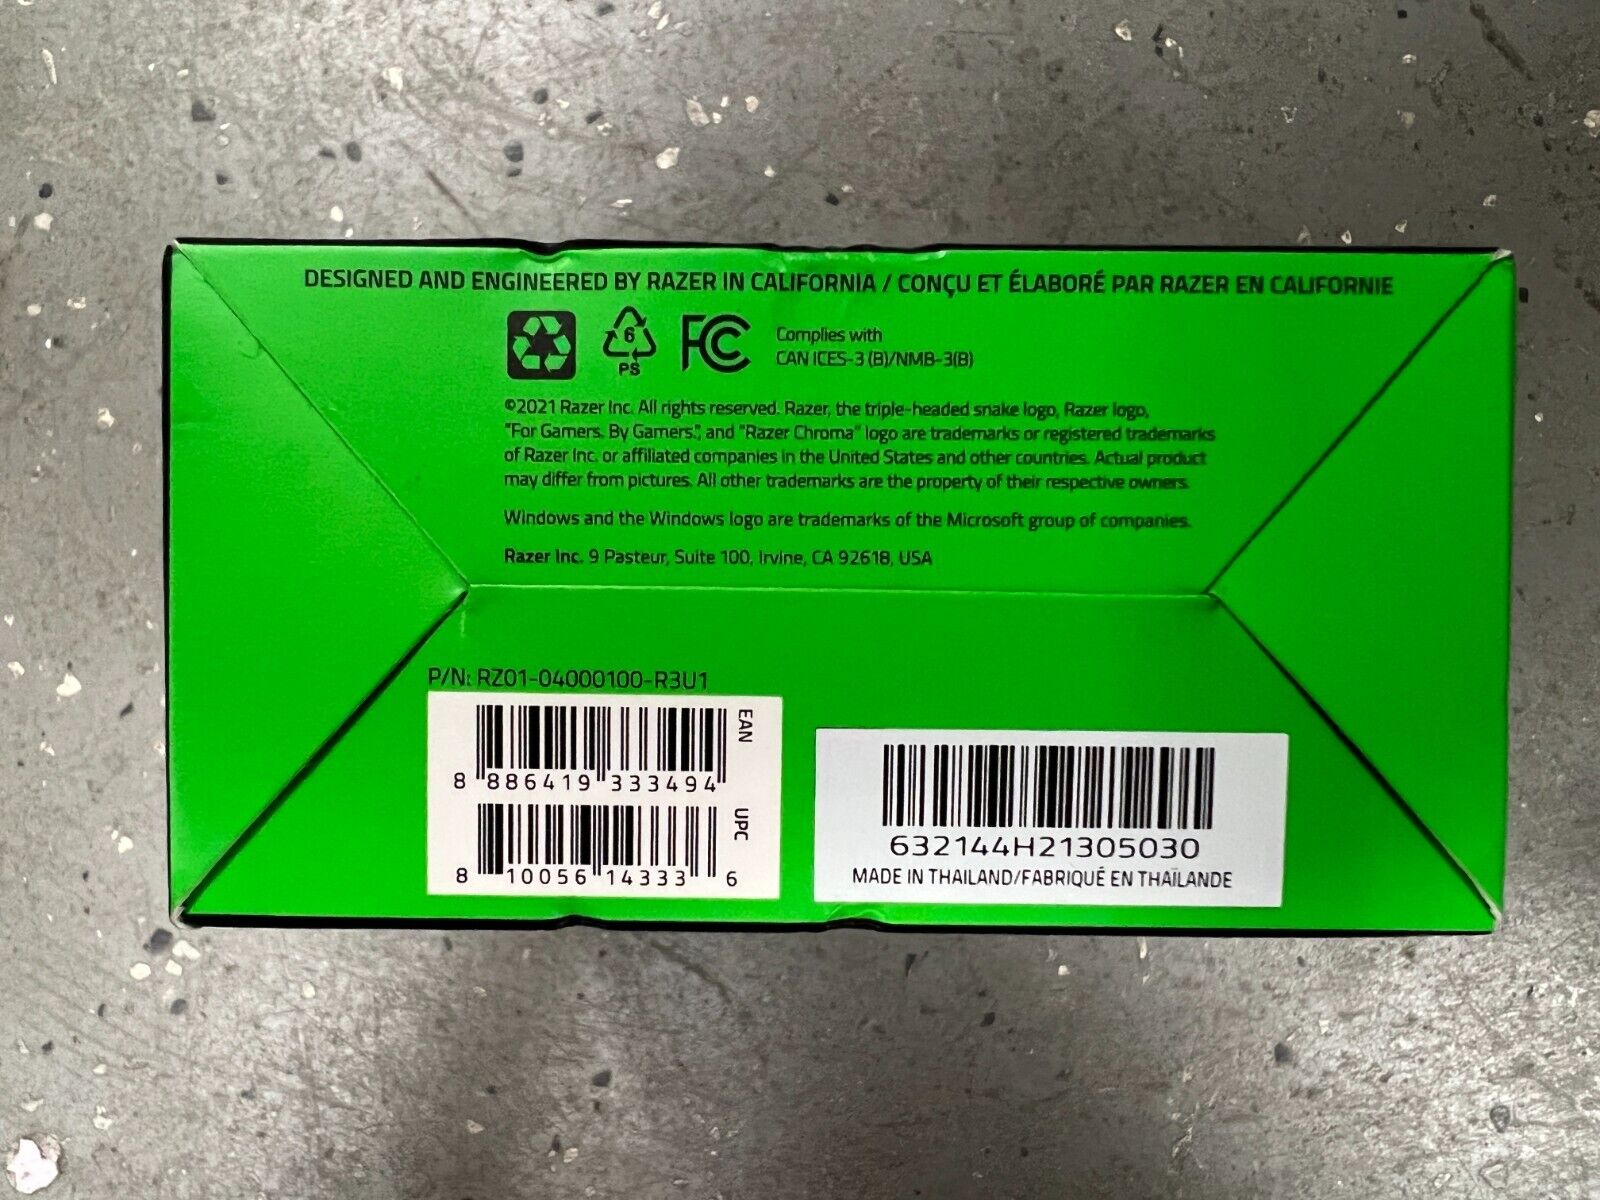 DESIGNED AND ENGINEERED BY RAZER IN CALIFORNIA / CONÇU ET ÉLABORÉ PAR RAZER EN CALIFORNIE
6
PS
FC
Complies with
CAN ICES-3 (B)/NMB-3(B)
©2021 Razer Inc. All rights reserved. Razer, the triple-headed snake logo, Razer logo,
"For Gamers. By Gamers.", and "Razer Chroma" logo are trademarks or registered trademarks
of Razer Inc. or affiliated companies in the United States and other countries. Actual product
may differ from pictures. All other trademarks are the property of their respective owners.
Windows and the Windows logo are trademarks of the Microsoft group of companies.
Razer Inc. 9 Pasteur, Suite 100, Irvine, CA 92618, USA
P/N: RZ01-04000100-R3U1
EAN
8 886419 333494
UPC
8 10056 14333 6
632144H21305030
MADE IN THAILAND/FABRIQUÉ EN THAÏLANDE